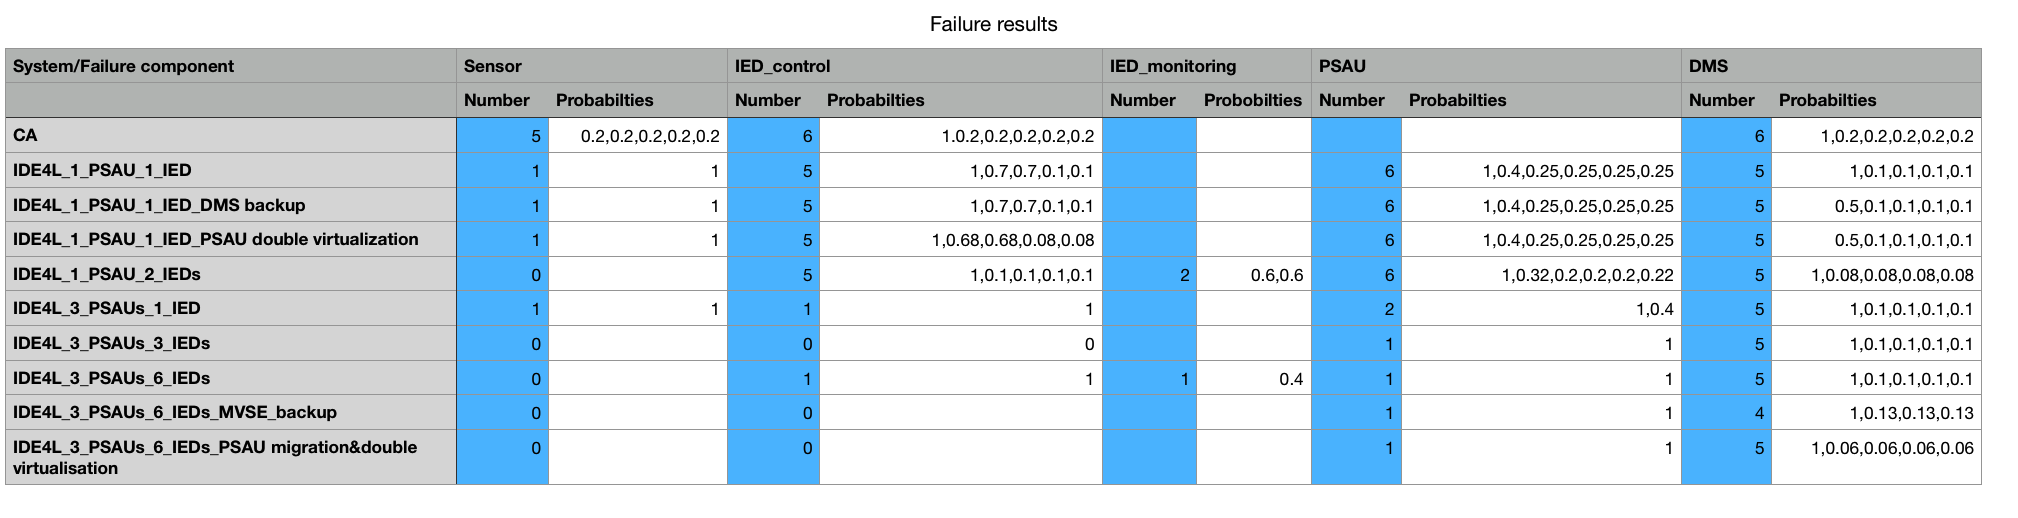 Failure results
System/Failure component Sensor IED_control IED_monitoring PSAU DMS
Number Probabilties Number Probabilties Number Probobilties Number Probabilties Number Probabilties
CA 5 0.2,0.2,0.2,0.2,0.2 6 1.0.2,0.2,0.2,0.2,0.2 6 1,0.2,0.2,0.2,0.2,0.2
IDE4L_1_PSAU_1_IED 1 1 5 1,0.7,0.7,0.1,0.1 6 1,0.4,0.25,0.25,0.25,0.25 5 1,0.1,0.1,0.1,0.1
IDE4L_1_PSAU_1_IED_DMS backup 1 1 5 1,0.7,0.7,0.1,0.1 6 1,0.4,0.25,0.25,0.25,0.25 5 0.5,0.1,0.1,0.1,0.1
IDE4L_1_PSAU_1_IED_PSAU double virtualization 1 1 5 1,0.68,0.68,0.08,0.08 6 1,0.4,0.25,0.25,0.25,0.25 5 0.5,0.1,0.1,0.1,0.1
IDE4L_1_PSAU_2_IEDs 0 5 1,0.1,0.1,0.1,0.1 2 0.6,0.6 6 1,0.32,0.2,0.2,0.2,0.22 5 1,0.08,0.08,0.08,0.08
IDE4L_3_PSAUs_1_IED 1 1 1 1 2 1,0.4 5 1,0.1,0.1,0.1,0.1
IDE4L_3_PSAUs_3_IEDs 0 0 0 1 1 5 1,0.1,0.1,0.1,0.1
IDE4L_3_PSAUs_6_IEDs 0 1 1 1 0.4 1 1 5 1,0.1,0.1,0.1,0.1
IDE4L_3_PSAUs_6_IEDs_MVSE_backup 0 0 1 1 4 1,0.13,0.13,0.13
IDE4L_3_PSAUs_6_IEDs_PSAU migration&double 0 0 1 1 5 1,0.06,0.06,0.06,0.06
virtualisation